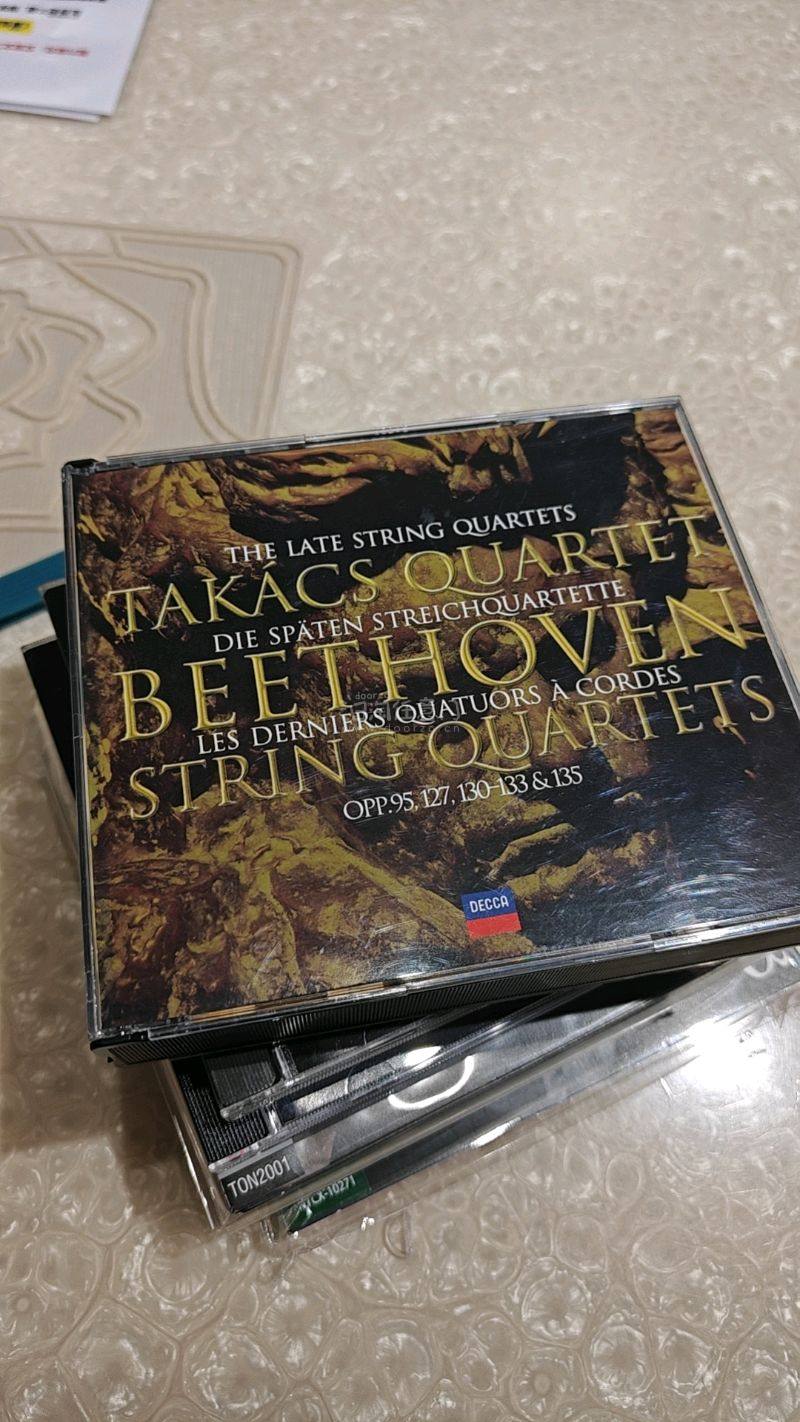 THE LATE STRING QUARTETS
TAKÁCS QUARTET
DIE SPÄTEN STREICHQUARTETTE
BEETHOVEN
LES DERNIERS QUATUORS À CORDES
STRING QUARTETS
OPP.95, 127, 130–133 & 135
DECCA
TON2001